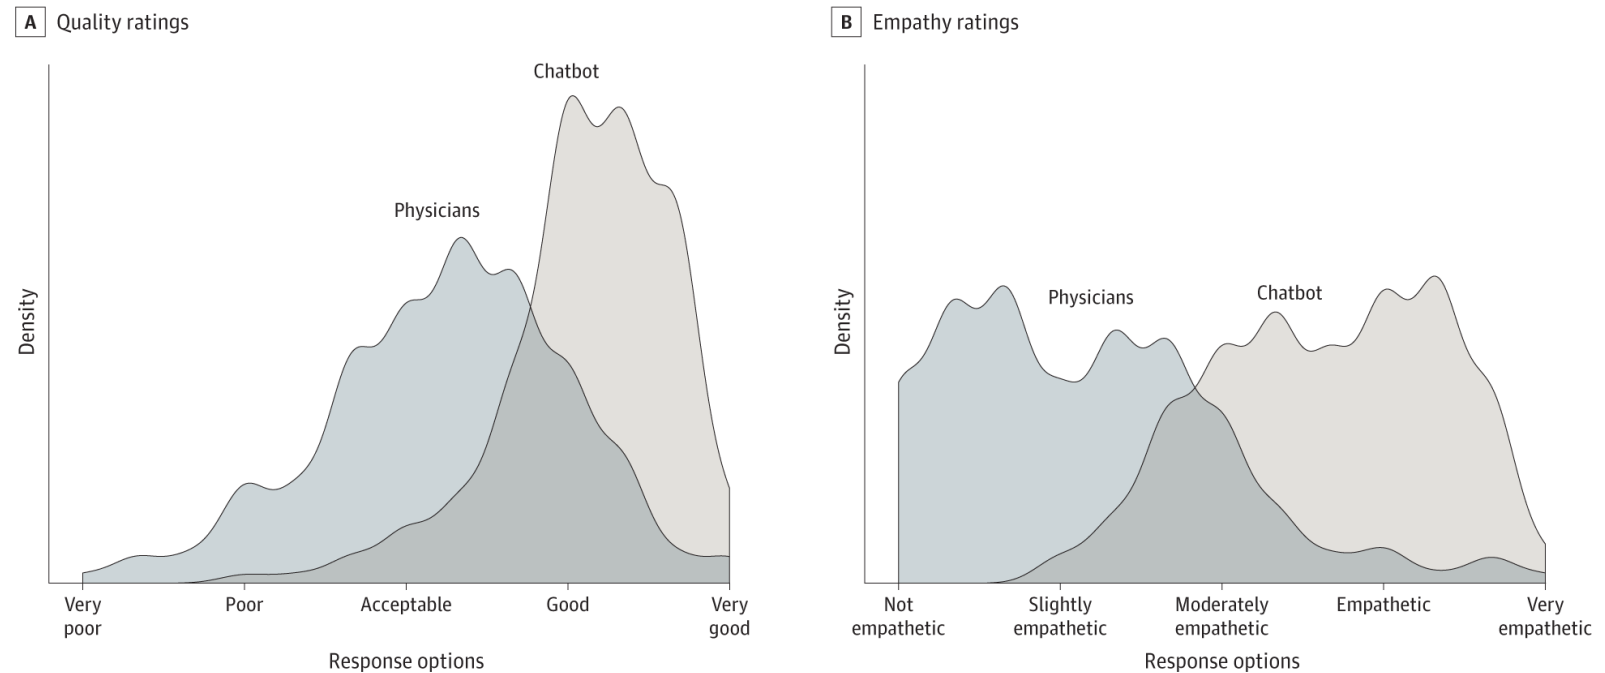 A Quality ratings
Chatbot
Physicians
Density
Very
poor
Poor
Acceptable
Good
Very
good
Response options
B Empathy ratings
Physicians
Chatbot
Density
Not
empathetic
Slightly
empathetic
Moderately
empathetic
Empathetic
Very
empathetic
Response options